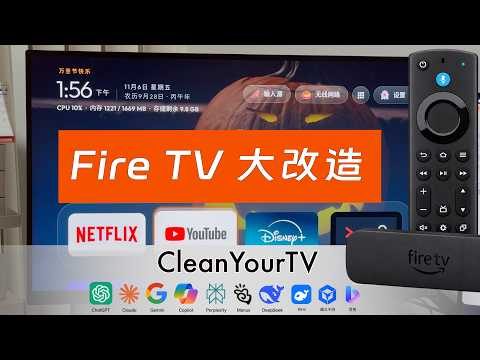 万圣节快乐
1:56 下午
11月6日 星期五
农历9月28日・丙午年
CPU 10%・内存 1221 / 1669 MB・存储剩余 9.8 GB
输入源
无线网络
设置
Fire TV 大改造
NETFLIX
YouTube
Disney+
fire tv
CleanYourTV
ChatGPT
Claude
Gemini
Copilot
Perplexity
Manus
DeepSeek
Kimi